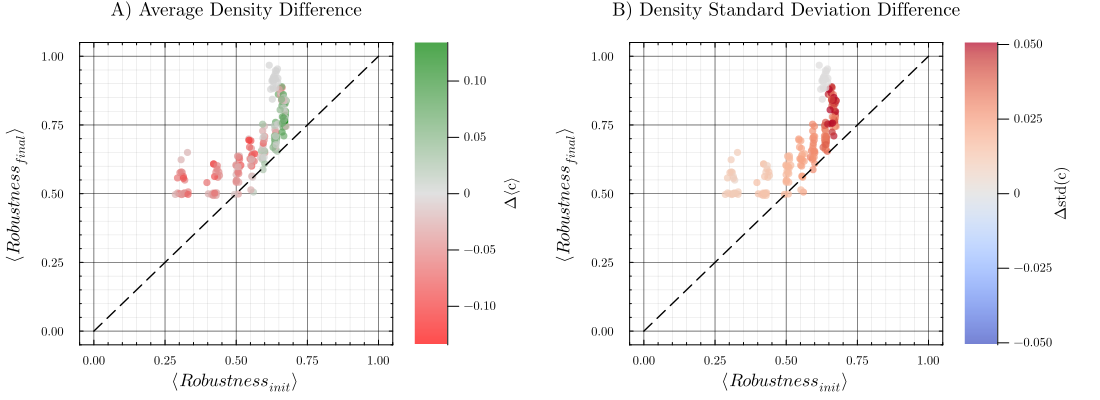 A) Average Density Difference
1.00
0.75
0.50
0.25
0.00
0.00 0.25 0.50 0.75 1.00
⟨Robustness_final⟩
⟨Robustness_init⟩
0.10
0.05
0
−0.05
−0.10
Δ⟨c⟩
B) Density Standard Deviation Difference
1.00
0.75
0.50
0.25
0.00
0.00 0.25 0.50 0.75 1.00
⟨Robustness_final⟩
⟨Robustness_init⟩
0.050
0.025
0
−0.025
−0.050
Δstd(c)